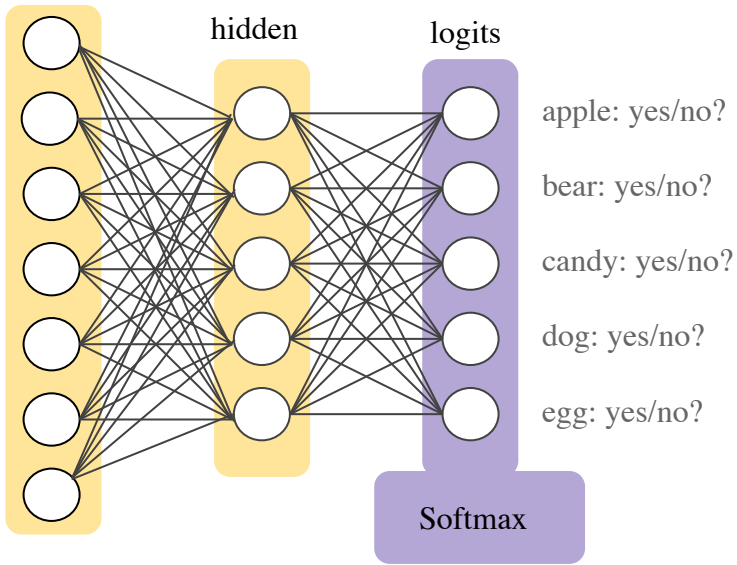 hidden
logits
apple: yes/no?
bear: yes/no?
candy: yes/no?
dog: yes/no?
egg: yes/no?
Softmax